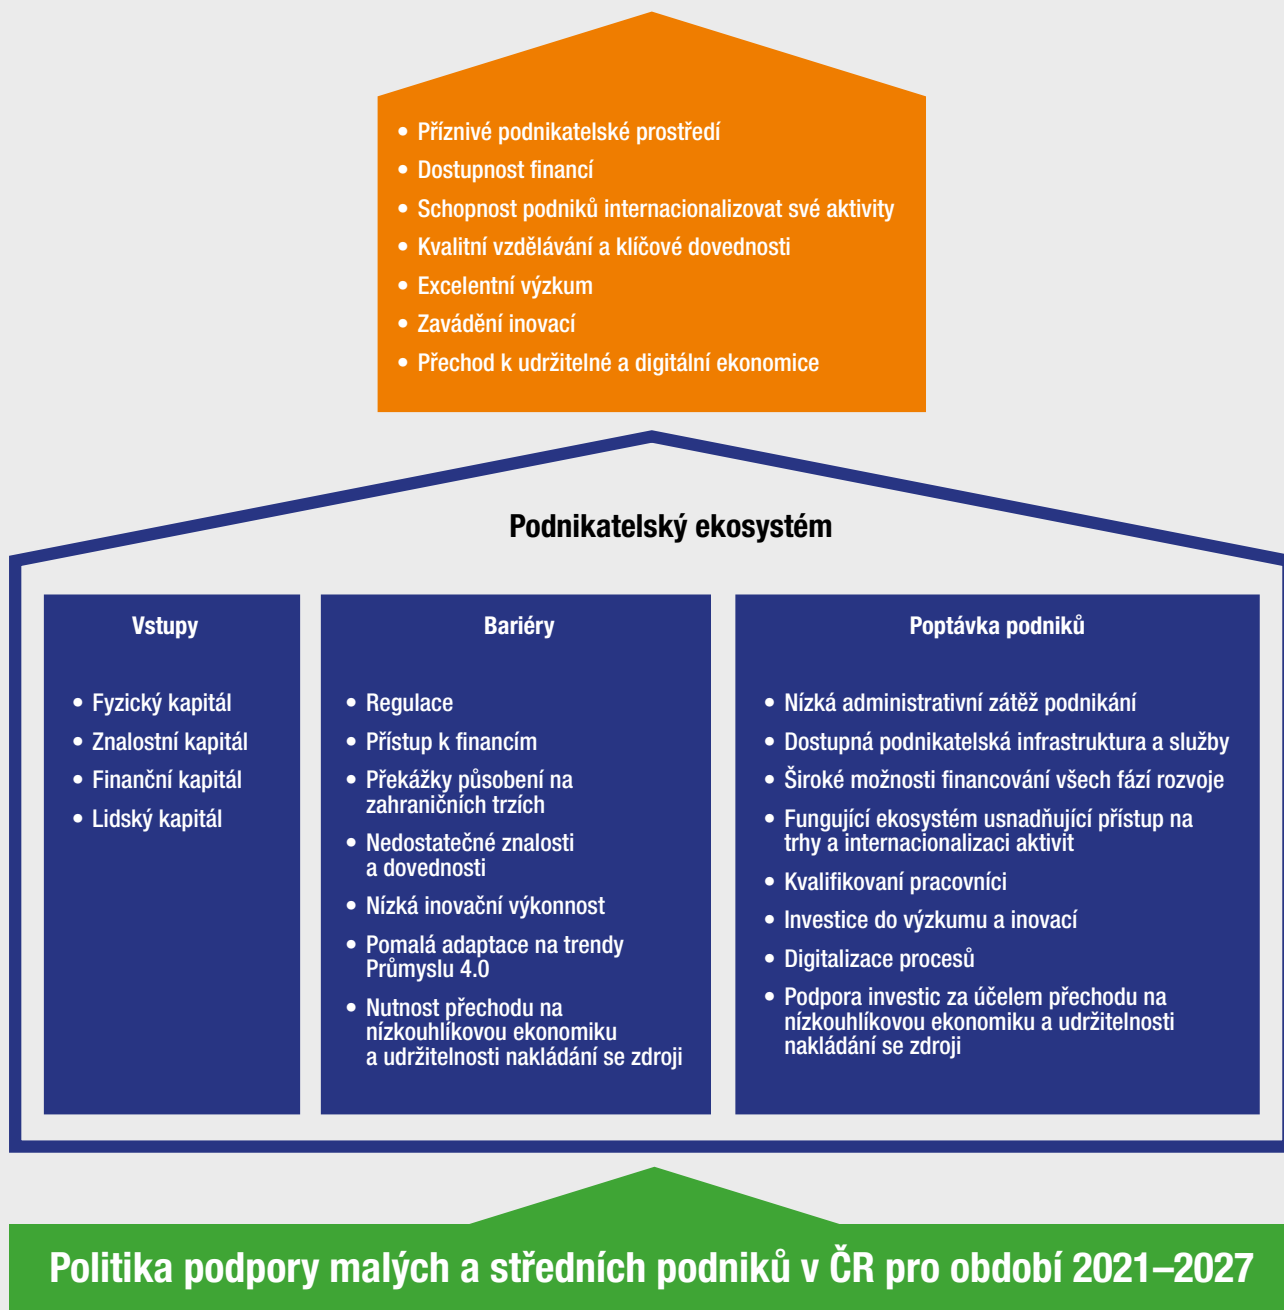 • Příznivé podnikatelské prostředí
• Dostupnost financí
• Schopnost podniků internacionalizovat své aktivity
• Kvalitní vzdělávání a klíčové dovednosti
• Excelentní výzkum
• Zavádění inovací
• Přechod k udržitelné a digitální ekonomice
Podnikatelský ekosystém
Vstupy
• Fyzický kapitál
• Znalostní kapitál
• Finanční kapitál
• Lidský kapitál
Bariéry
• Regulace
• Přístup k financím
• Překážky působení na
zahraničních trzích
• Nedostatečné znalosti
a dovednosti
• Nízká inovační výkonnost
• Pomalá adaptace na trendy
Průmyslu 4.0
• Nutnost přechodu na
nízkouhlíkovou ekonomiku
a udržitelnosti nakládání se zdroji
Poptávka podniků
• Nízká administrativní zátěž podnikání
• Dostupná podnikatelská infrastruktura a služby
• Široké možnosti financování všech fází rozvoje
• Fungující ekosystém usnadňující přístup na
trhy a internacionalizaci aktivit
• Kvalifikovaní pracovníci
• Investice do výzkumu a inovací
• Digitalizace procesů
• Podpora investic za účelem přechodu na
nízkouhlíkovou ekonomiku a udržitelnosti
nakládání se zdroji
Politika podpory malých a středních podniků v ČR pro období 2021–2027